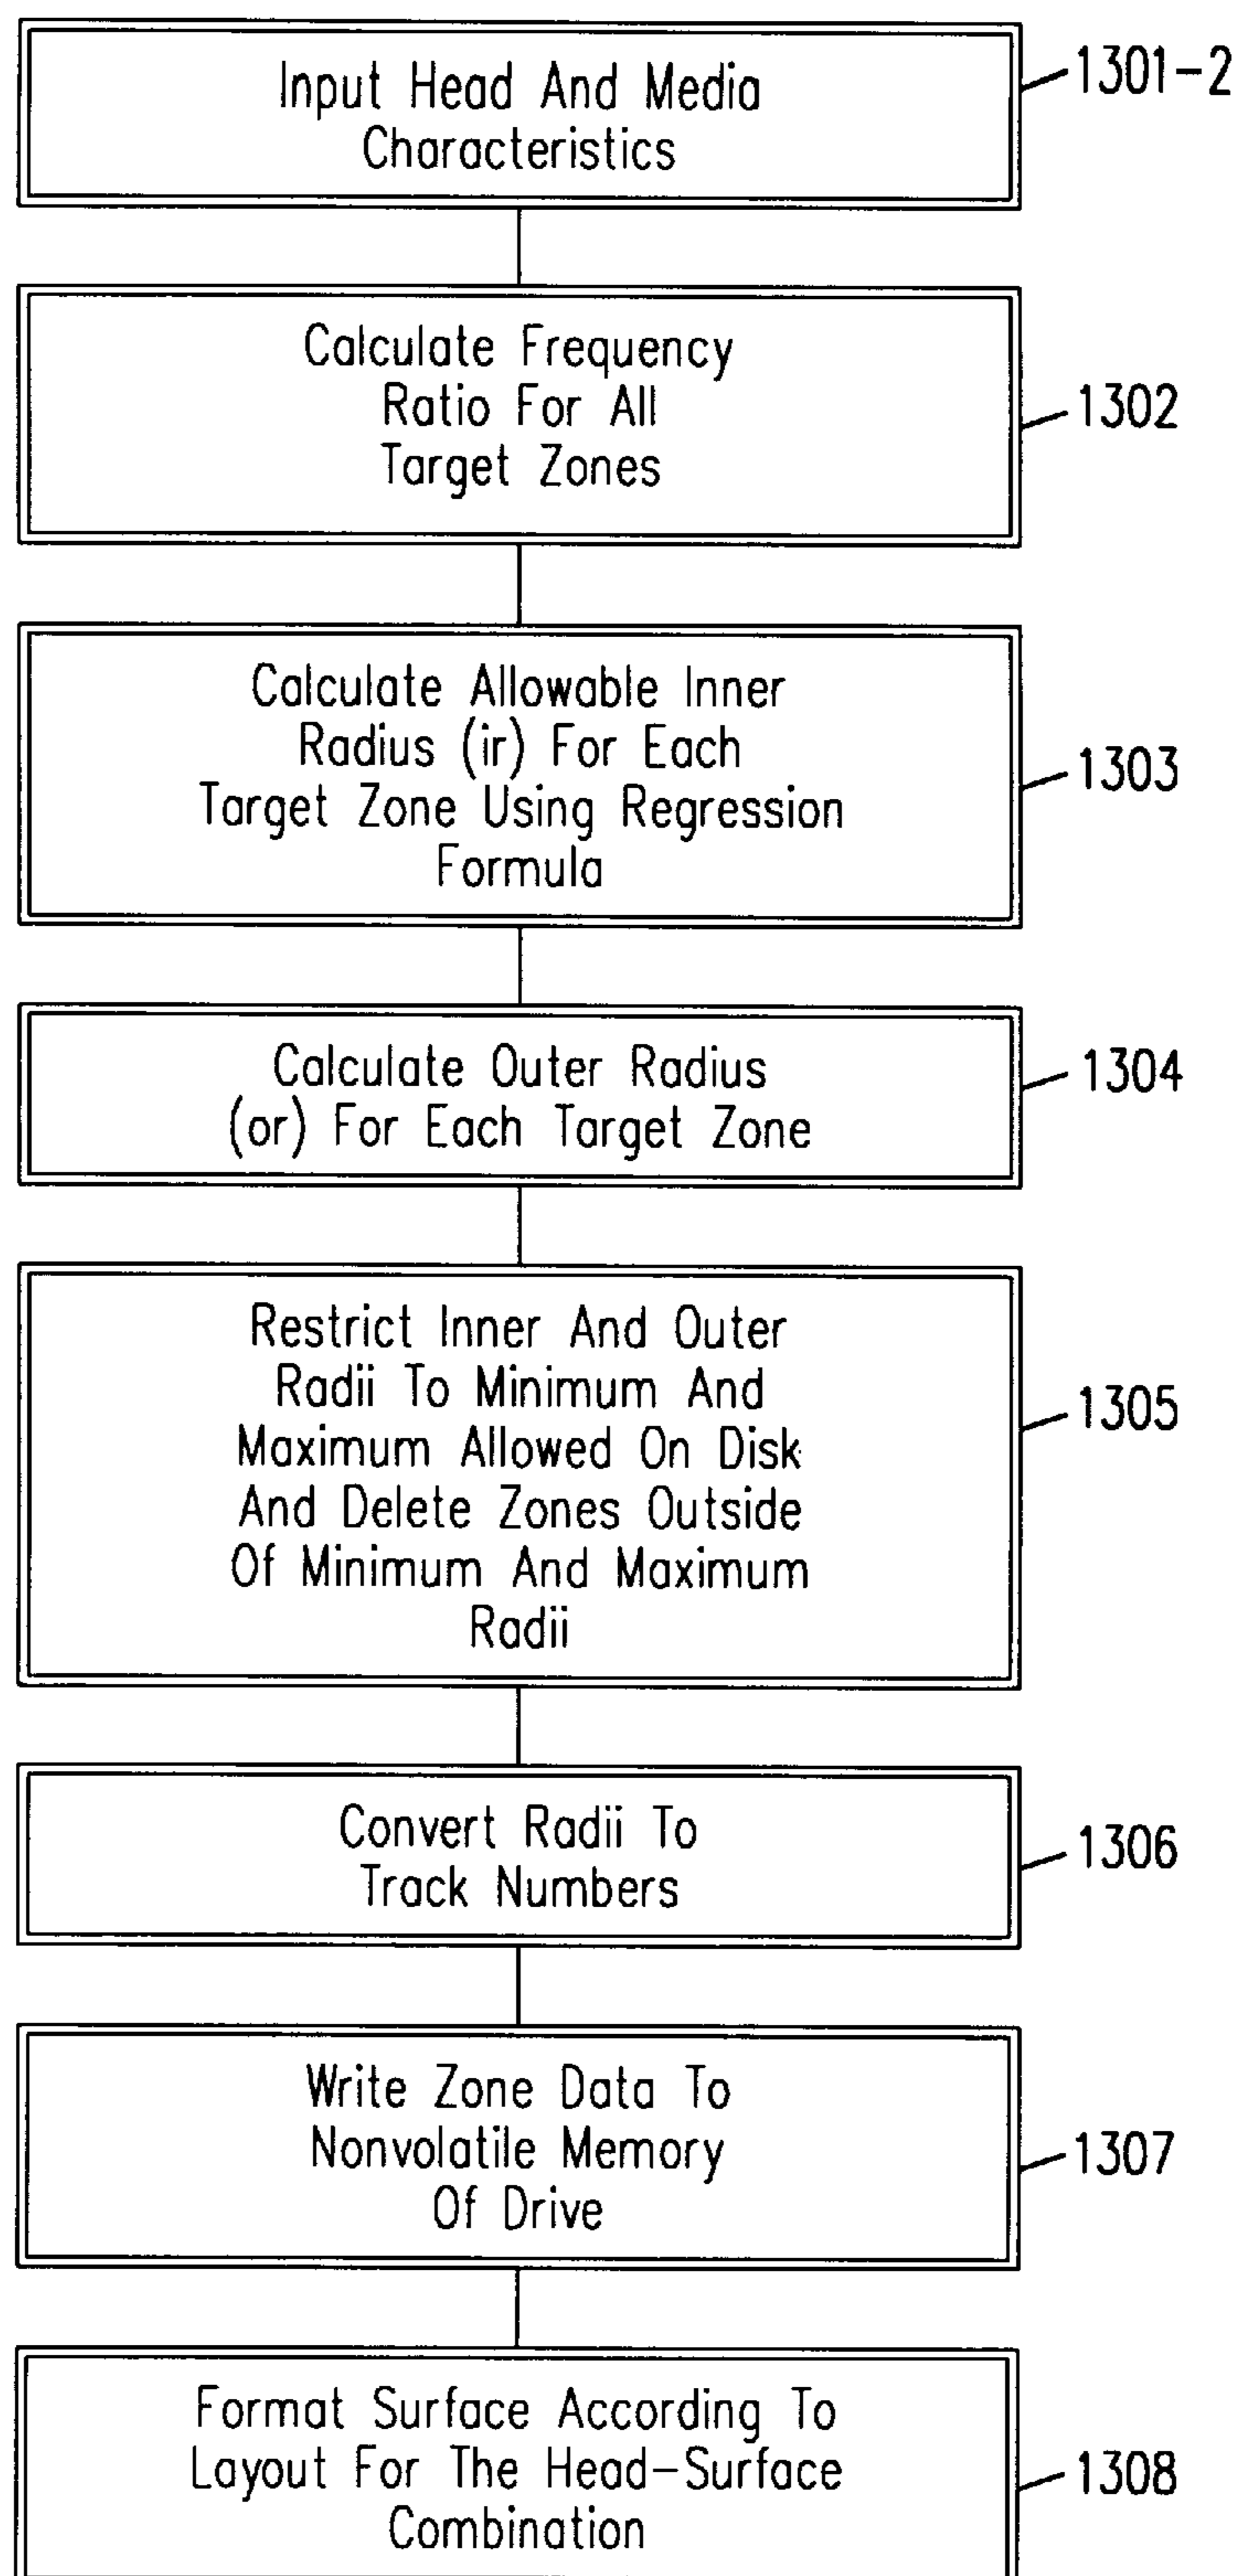 Input Head And Media
Characteristics
1301-2
Calculate Frequency
Ratio For All
Target Zones
1302
Calculate Allowable Inner
Radius (ir) For Each
Target Zone Using Regression
Formula
1303
Calculate Outer Radius
(or) For Each Target Zone
1304
Restrict Inner And Outer
Radii To Minimum And
Maximum Allowed On Disk
And Delete Zones Outside
Of Minimum And Maximum
Radii
1305
Convert Radii To
Track Numbers
1306
Write Zone Data To
Nonvolatile Memory
Of Drive
1307
Format Surface According To
Layout For The Head-Surface
Combination
1308